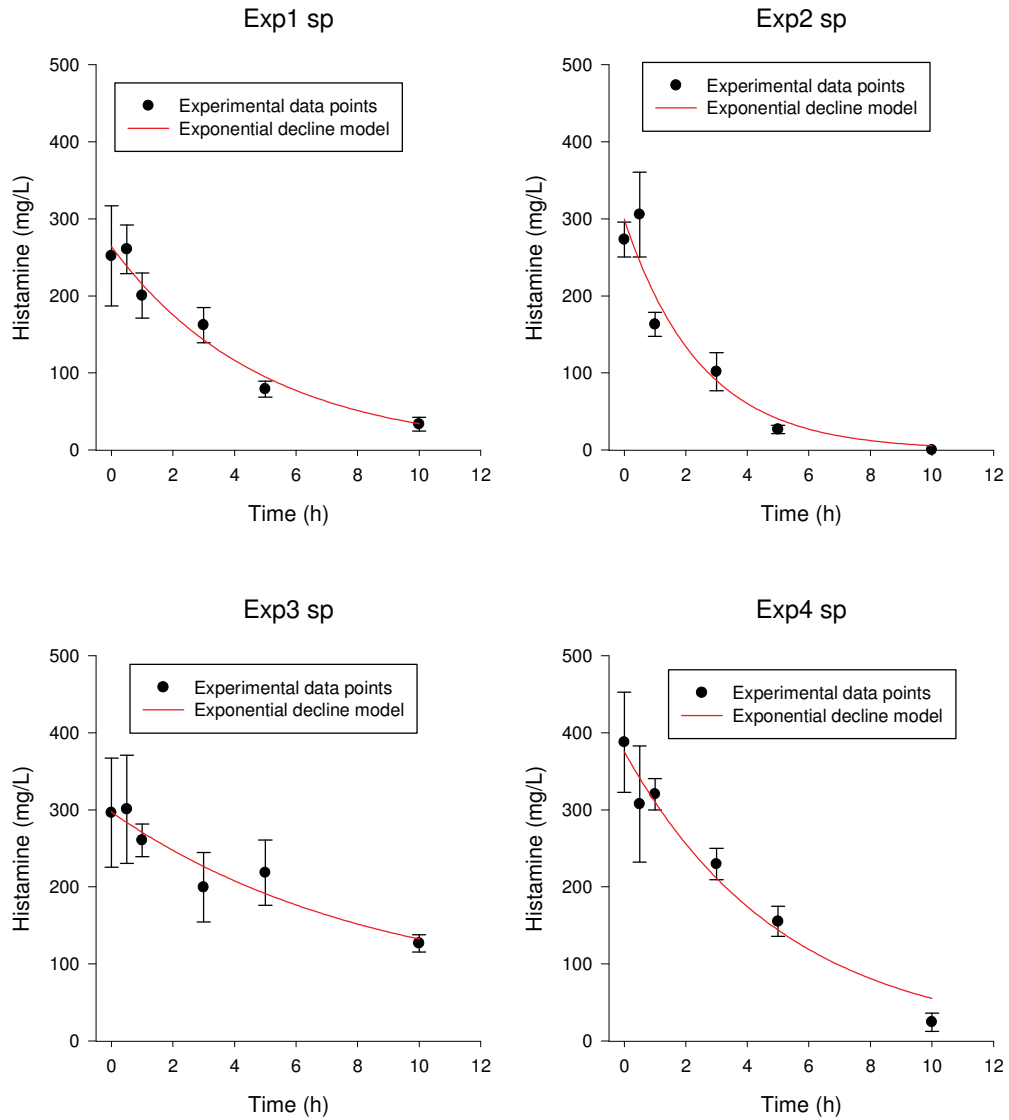 Exp1 sp
500
400
300
200
100
0
Histamine (mg/L)
Experimental data points
Exponential decline model
0 2 4 6 8 10 12
Time (h)
Exp2 sp
500
400
300
200
100
0
Histamine (mg/L)
Experimental data points
Exponential decline model
0 2 4 6 8 10 12
Time (h)
Exp3 sp
500
400
300
200
100
0
Histamine (mg/L)
Experimental data points
Exponential decline model
0 2 4 6 8 10 12
Time (h)
Exp4 sp
500
400
300
200
100
0
Histamine (mg/L)
Experimental data points
Exponential decline model
0 2 4 6 8 10 12
Time (h)